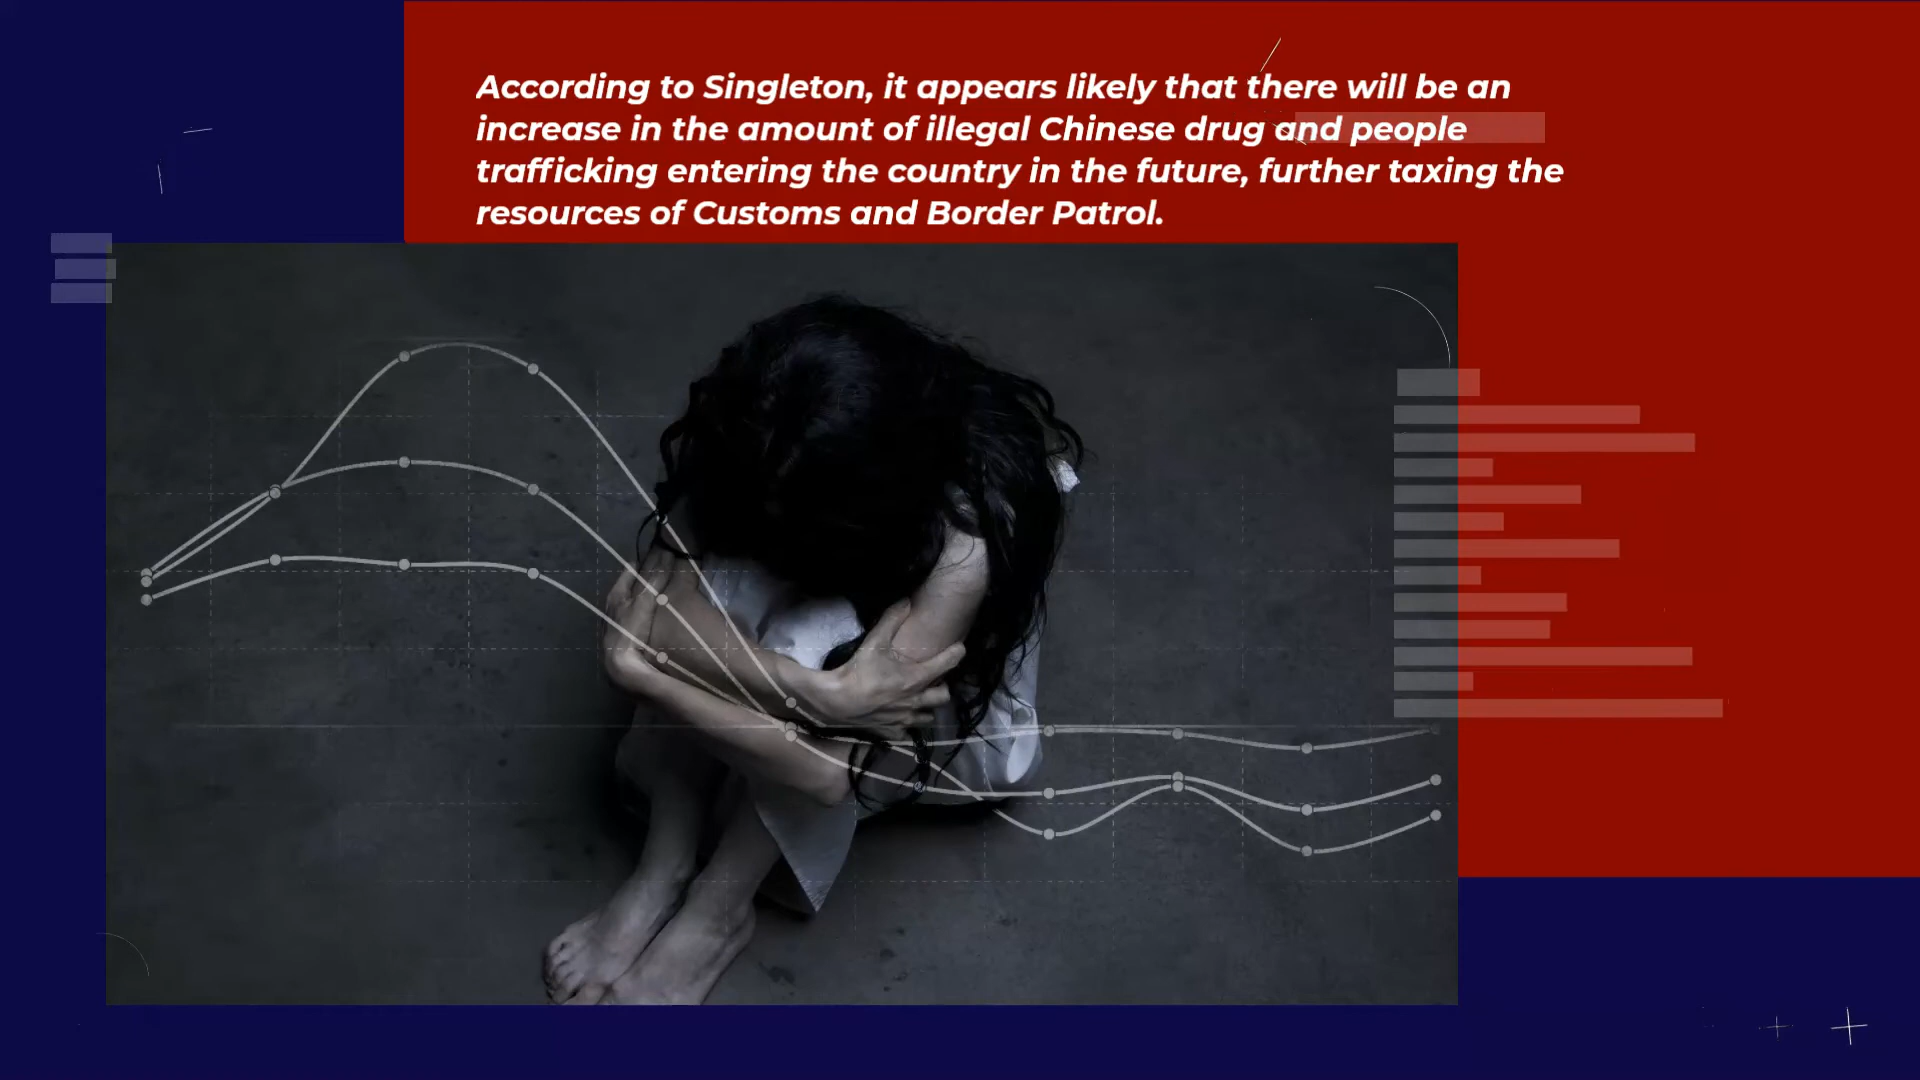 According to Singleton, it appears likely that there will be an
increase in the amount of illegal Chinese drug and people
trafficking entering the country in the future, further taxing the
resources of Customs and Border Patrol.